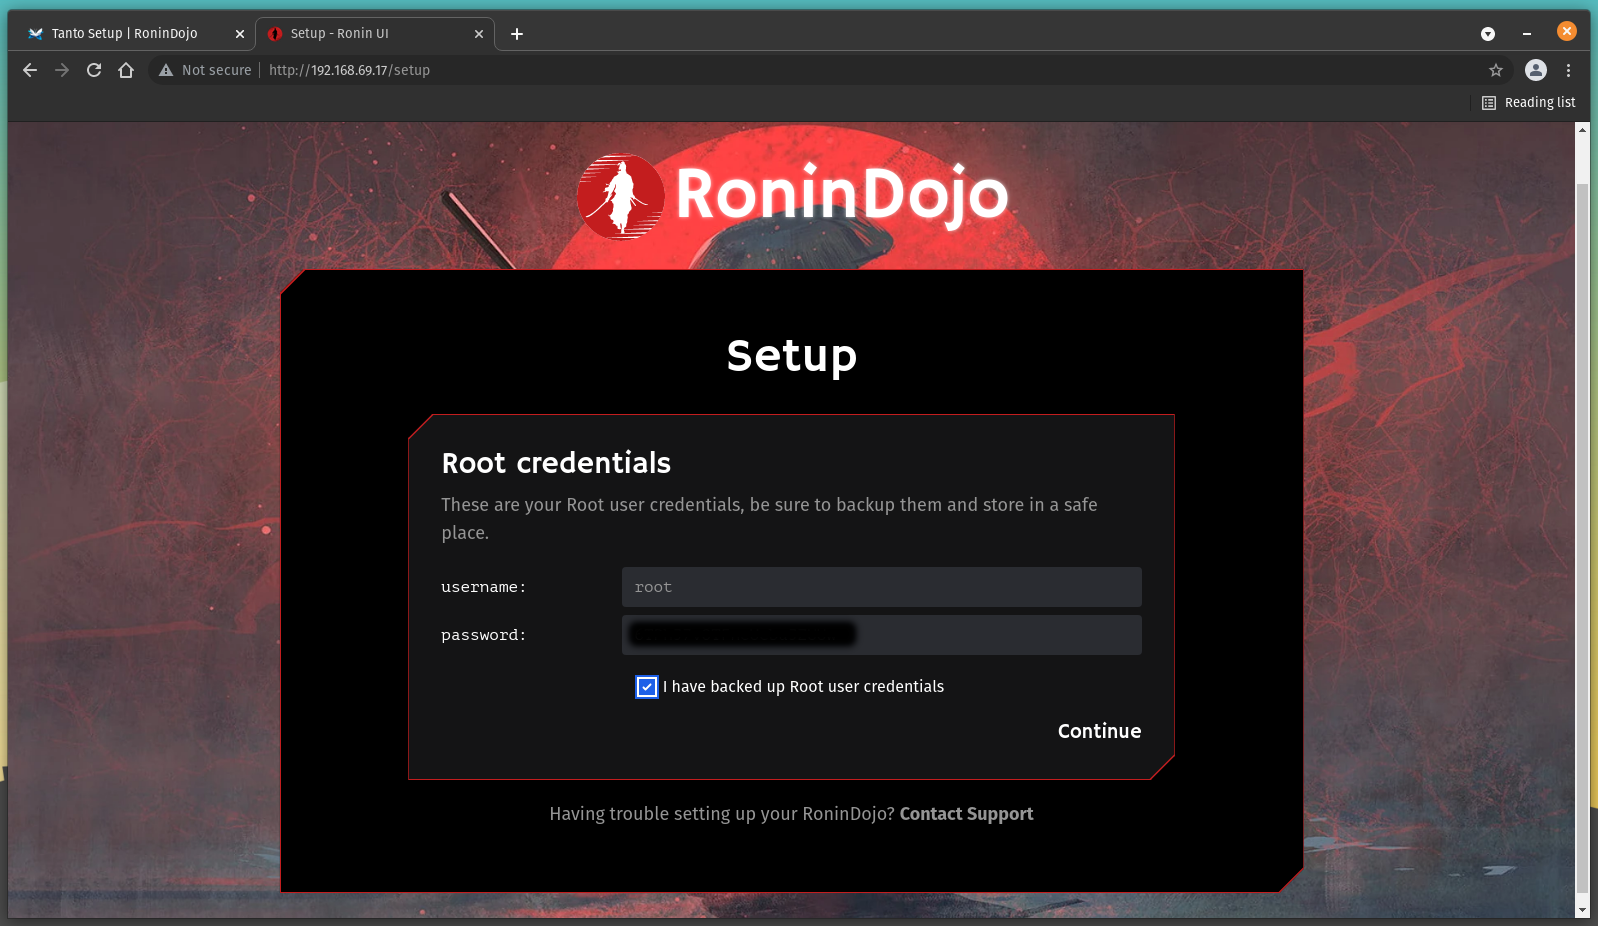 Tanto Setup | RoninDojo
Setup - Ronin UI
Not secure
http://192.168.69.17/setup
Reading list
RoninDojo
Setup
Root credentials
These are your Root user credentials, be sure to backup them and store in a safe
place.
username:
root
password:
I have backed up Root user credentials
Continue
Having trouble setting up your RoninDojo? Contact Support